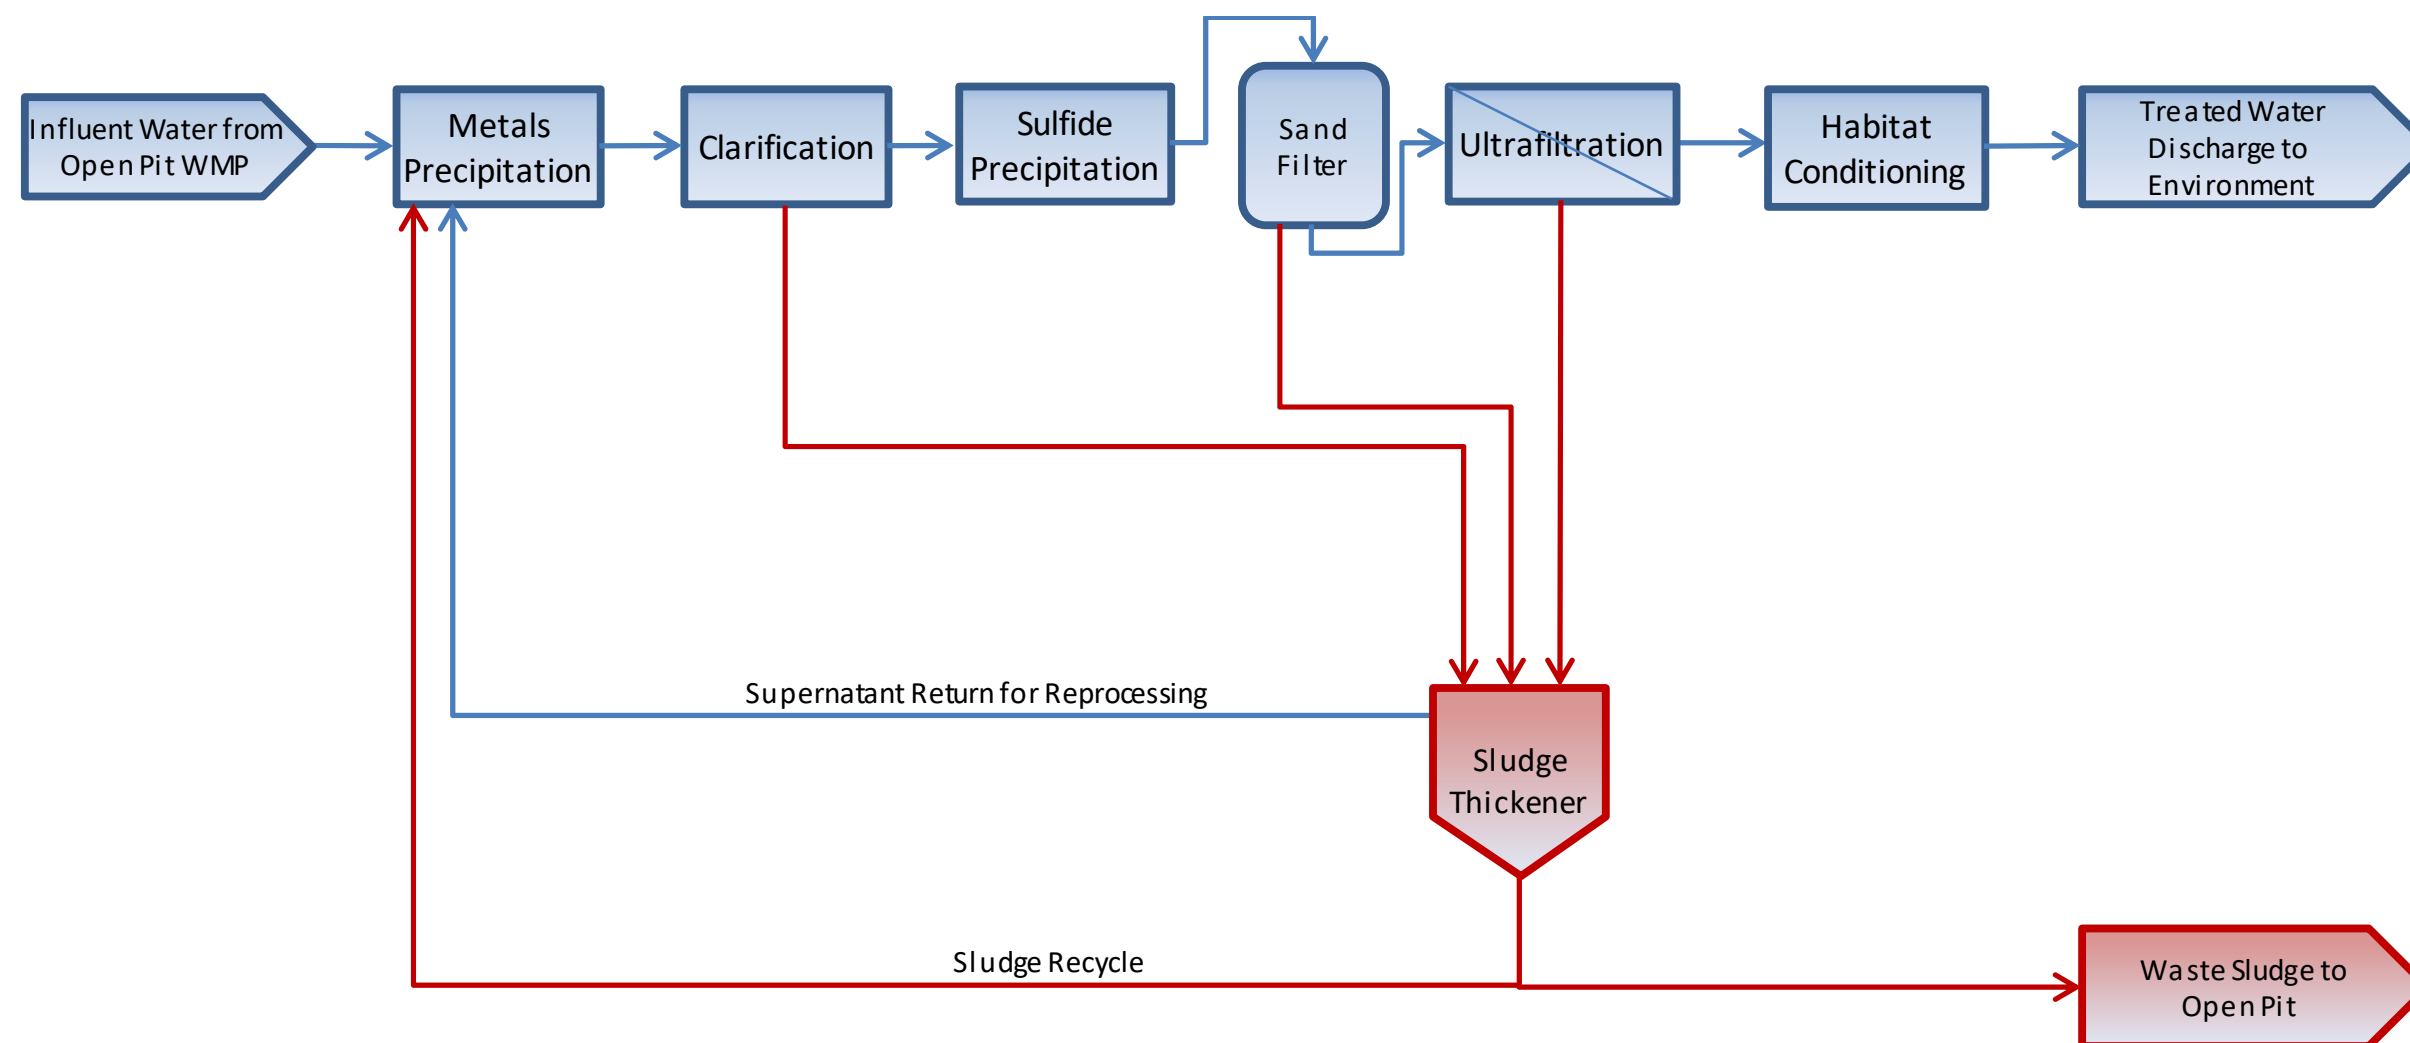 Influent Water from
Open Pit WMP
Metals
Precipitation
Clarification
Sulfide
Precipitation
Sand
Filter
Ultrafiltration
Habitat
Conditioning
Treated Water
Discharge to
Environment
Supernatant Return for Reprocessing
Sludge
Thickener
Sludge Recycle
Waste Sludge to
Open Pit